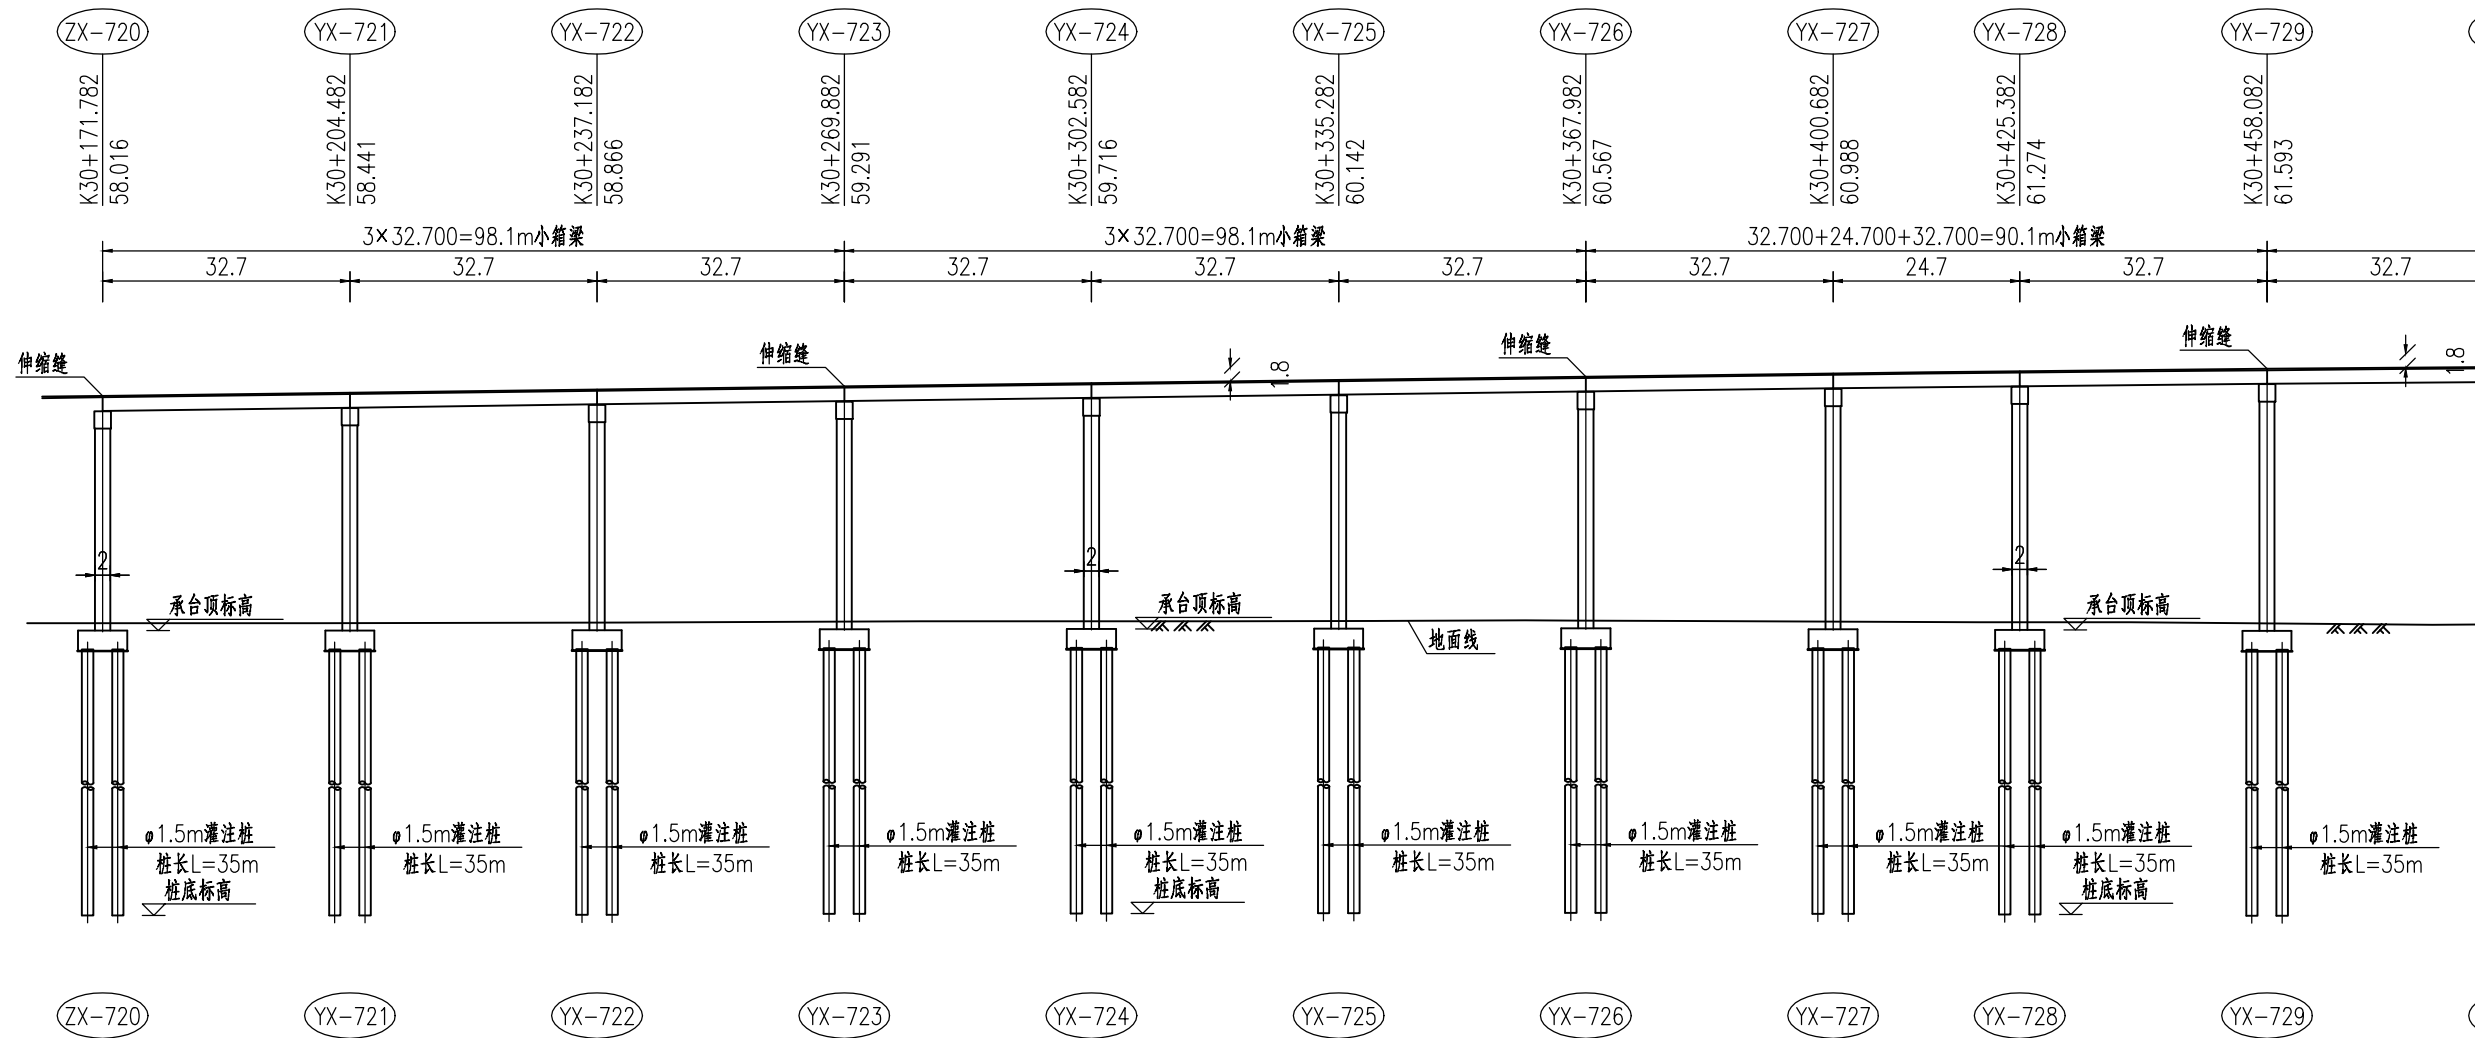 ZX-720 YX-721 YX-722 YX-723 YX-724 YX-725 YX-726 YX-727 YX-728 YX-729
K30+171.782 K30+204.482 K30+237.182 K30+269.882 K30+302.582 K30+335.282 K30+367.982 K30+400.682 K30+425.382 K30+458.082
58.016 58.441 58.866 59.291 59.716 60.142 60.567 60.988 61.274 61.593
3×32.700=98.1m小箱梁 3×32.700=98.1m小箱梁 32.700+24.700+32.700=90.1m小箱梁
32.7 32.7 32.7 32.7 32.7 32.7 32.7 24.7 32.7 32.7
伸缩缝 伸缩缝 伸缩缝 伸缩缝
1.8 1.8
2 2 2
承台顶标高 承台顶标高 承台顶标高
地面线
φ1.5m灌注桩 φ1.5m灌注桩 φ1.5m灌注桩 φ1.5m灌注桩 φ1.5m灌注桩 φ1.5m灌注桩 φ1.5m灌注桩 φ1.5m灌注桩 φ1.5m灌注桩 φ1.5m灌注桩
桩长L=35m 桩长L=35m 桩长L=35m 桩长L=35m 桩长L=35m 桩长L=35m 桩长L=35m 桩长L=35m 桩长L=35m 桩长L=35m
桩底标高 桩底标高 桩底标高
ZX-720 YX-721 YX-722 YX-723 YX-724 YX-725 YX-726 YX-727 YX-728 YX-729